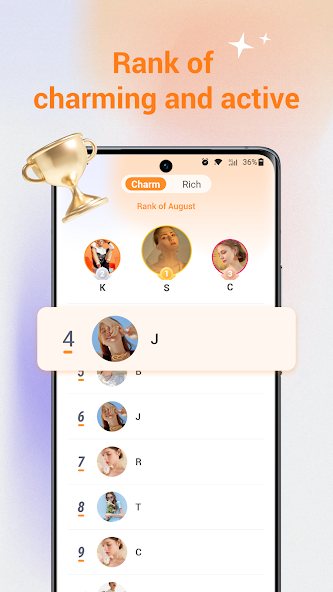 Rank of
charming and active
36%
Charm Rich
Rank of August
2 1 3
K S C
4 J
5 B
6 J
7 R
8 T
9 C